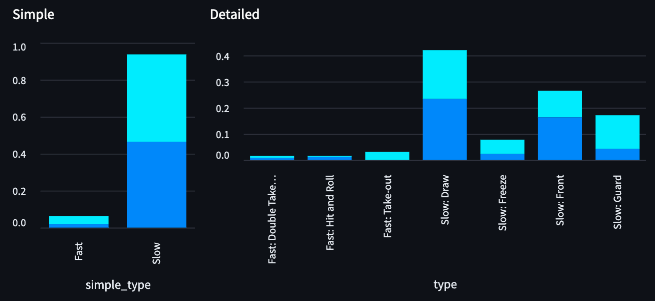 Simple
Detailed
1.0
0.8
0.6
0.4
0.2
0.0
Fast
Slow
simple_type
0.4
0.3
0.2
0.1
0.0
Fast: Double Take…
Fast: Hit and Roll
Fast: Take-out
Slow: Draw
Slow: Freeze
Slow: Front
Slow: Guard
type